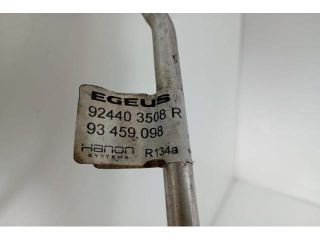 EGEUS
92440 3508 R
93 459 098
Hanon
SYSTEMS R134a